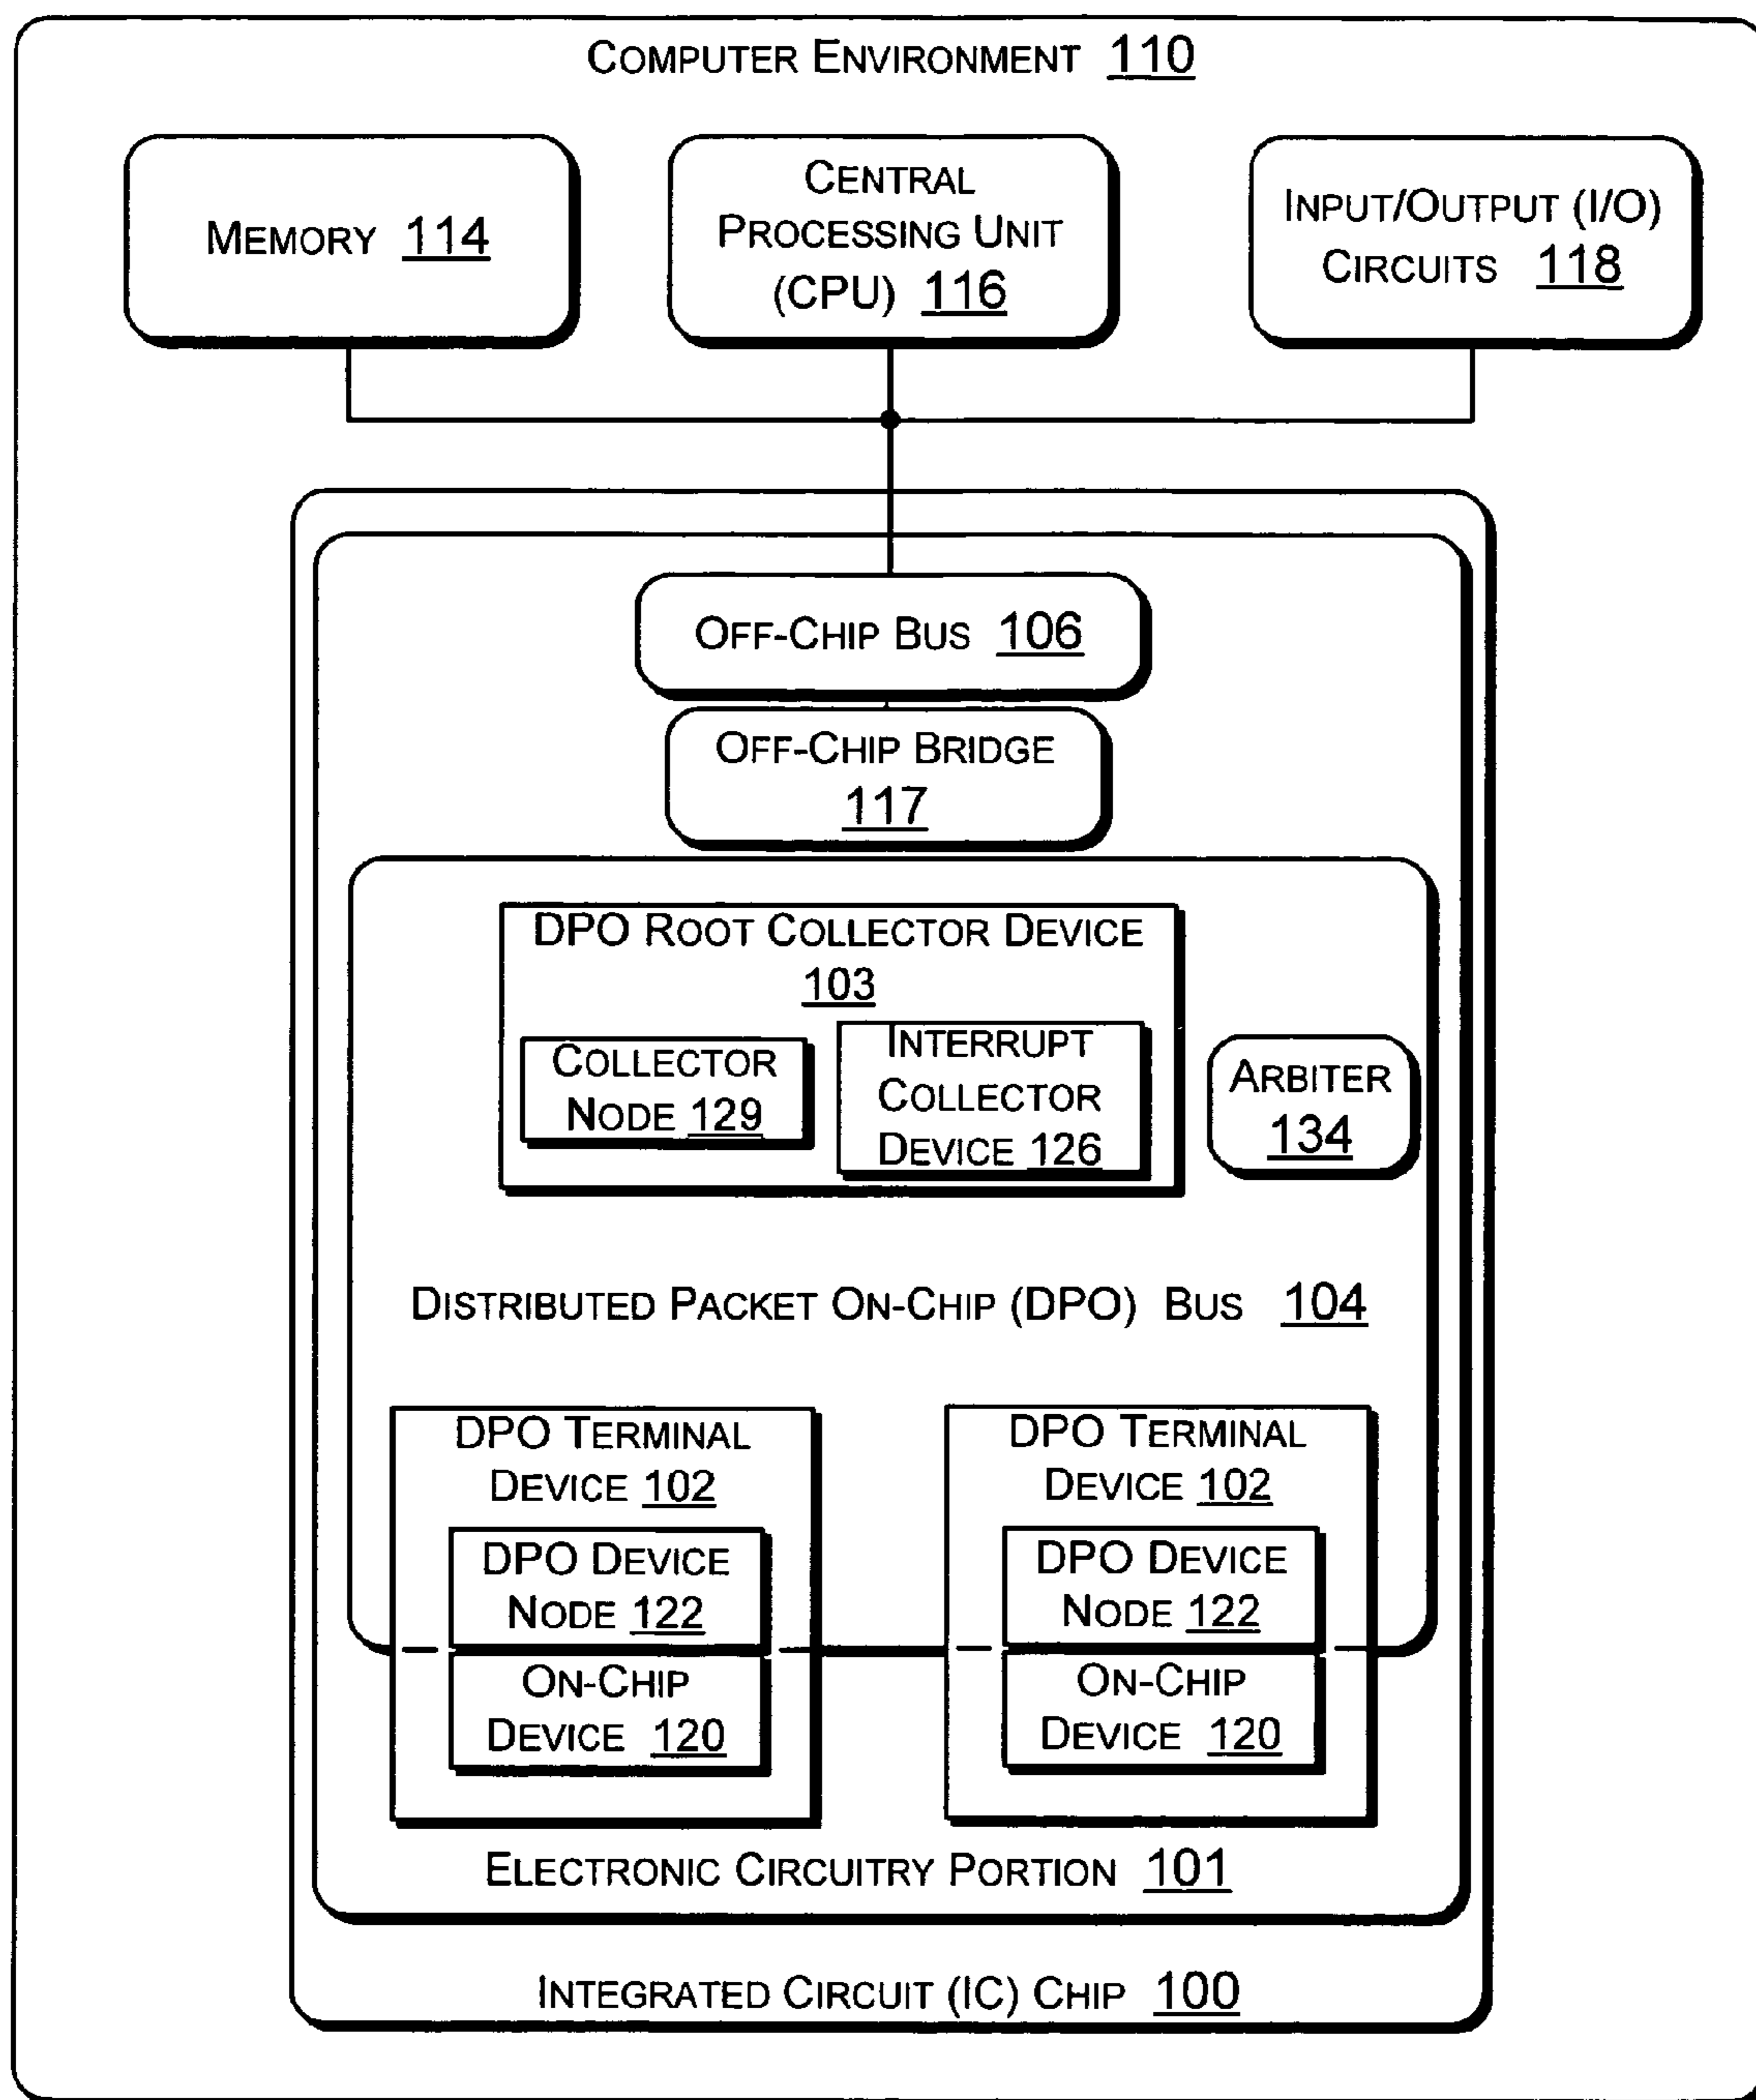 COMPUTER ENVIRONMENT 110
MEMORY 114
CENTRAL
PROCESSING UNIT
(CPU) 116
INPUT/OUTPUT (I/O)
CIRCUITS 118
OFF-CHIP BUS 106
OFF-CHIP BRIDGE
117
DPO ROOT COLLECTOR DEVICE
103
COLLECTOR
NODE 129
INTERRUPT
COLLECTOR
DEVICE 126
ARBITER
134
DISTRIBUTED PACKET ON-CHIP (DPO) BUS 104
DPO TERMINAL
DEVICE 102
DPO DEVICE
NODE 122
ON-CHIP
DEVICE 120
DPO TERMINAL
DEVICE 102
DPO DEVICE
NODE 122
ON-CHIP
DEVICE 120
ELECTRONIC CIRCUITRY PORTION 101
INTEGRATED CIRCUIT (IC) CHIP 100